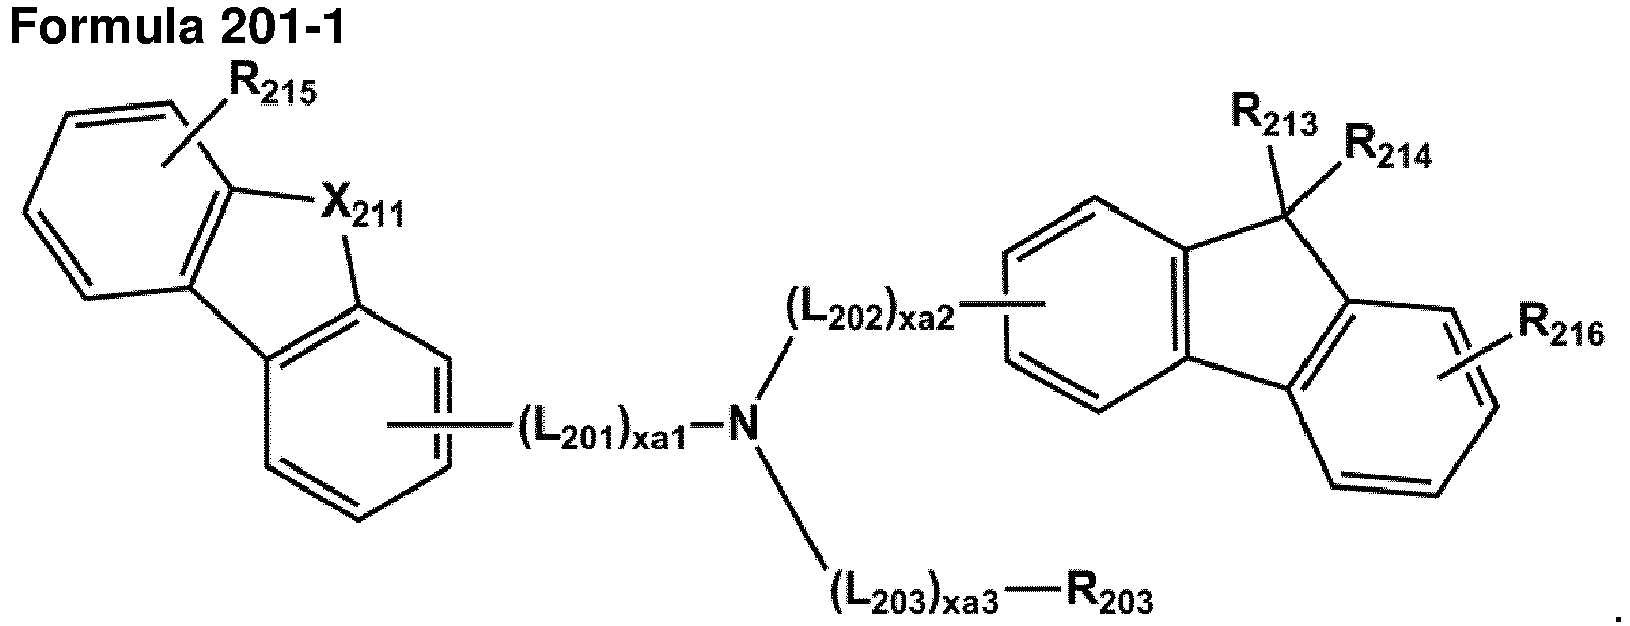 Formula 201-1
R215
R213
R214
X211
(L202)xa2
R216
(L201)xa1
N
(L203)xa3
R203
.